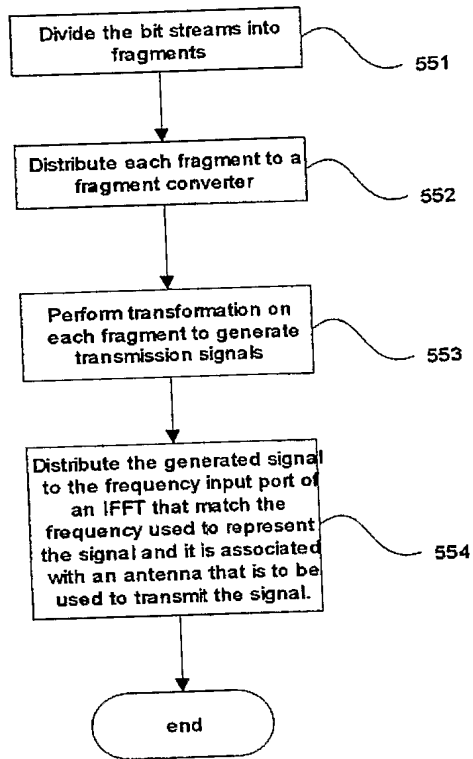 Divide the bit streams into
fragments
551
Distribute each fragment to a
fragment converter
552
Perform transformation on
each fragment to generate
transmission signals
553
Distribute the generated signal
to the frequency input port of
an IFFT that match the
frequency used to represent
the signal and it is associated
with an antenna that is to be
used to transmit the signal.
554
end